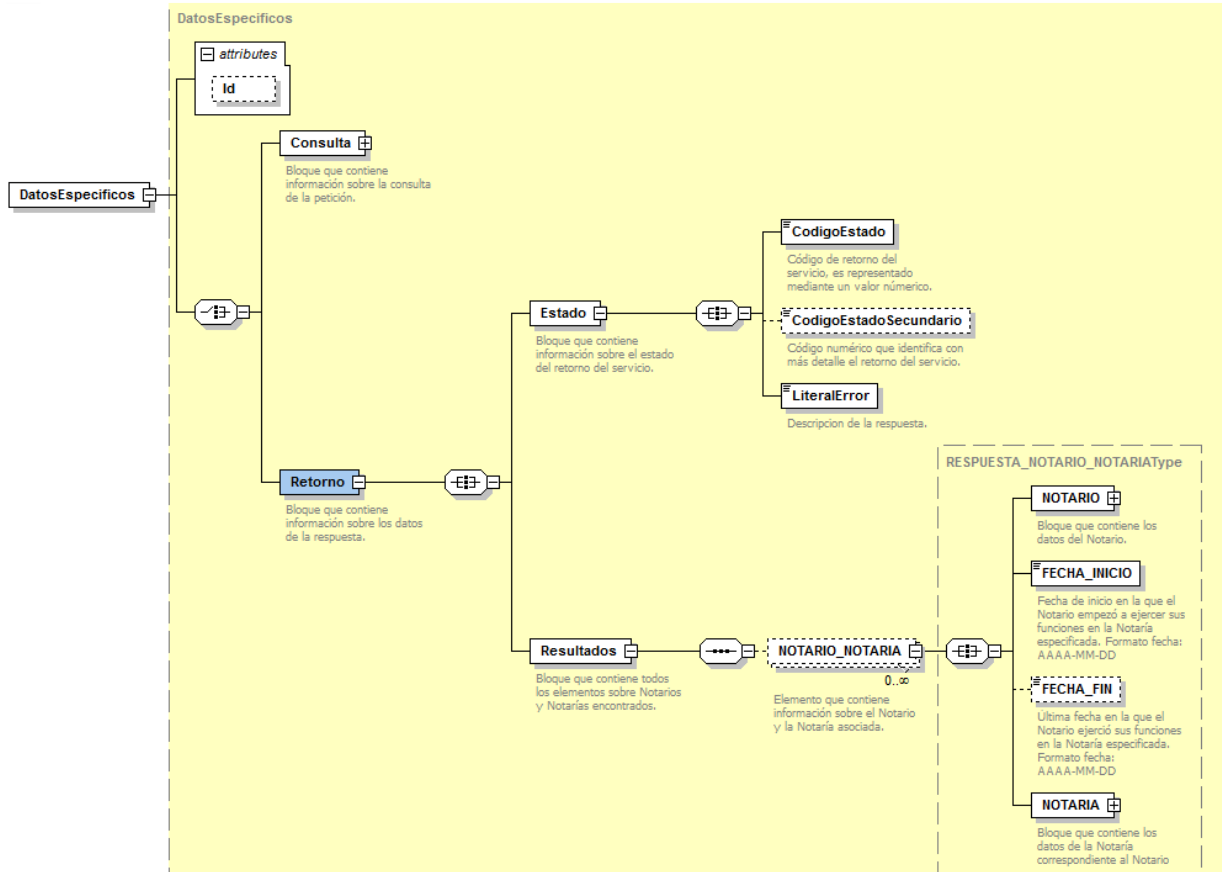 DatosEspecificos
attributes
Id
Consulta
Bloque que contiene
información sobre la consulta
de la petición.
DatosEspecificos
CodigoEstado
Código de retorno del
servicio, es representado
mediante un valor númerico.
Estado
Bloque que contiene
información sobre el estado
del retorno del servicio.
CodigoEstadoSecundario
Código numérico que identifica con
más detalle el retorno del servicio.
LiteralError
Descripcion de la respuesta.
Retorno
Bloque que contiene
información sobre los datos
de la respuesta.
RESPUESTA_NOTARIO_NOTARIAType
NOTARIO
Bloque que contiene los
datos del Notario.
FECHA_INICIO
Fecha de inicio en la que el
Notario empezó a ejercer sus
funciones en la Notaría
especificada. Formato fecha:
AAAA-MM-DD
Resultados
Bloque que contiene todos
los elementos sobre Notarios
y Notarías encontrados.
NOTARIO_NOTARIA
0..∞
Elemento que contiene
información sobre el Notario
y la Notaría asociada.
FECHA_FIN
Última fecha en la que el
Notario ejerció sus funciones
en la Notaría especificada.
Formato fecha:
AAAA-MM-DD
NOTARIA
Bloque que contiene los
datos de la Notaría
correspondiente al Notario